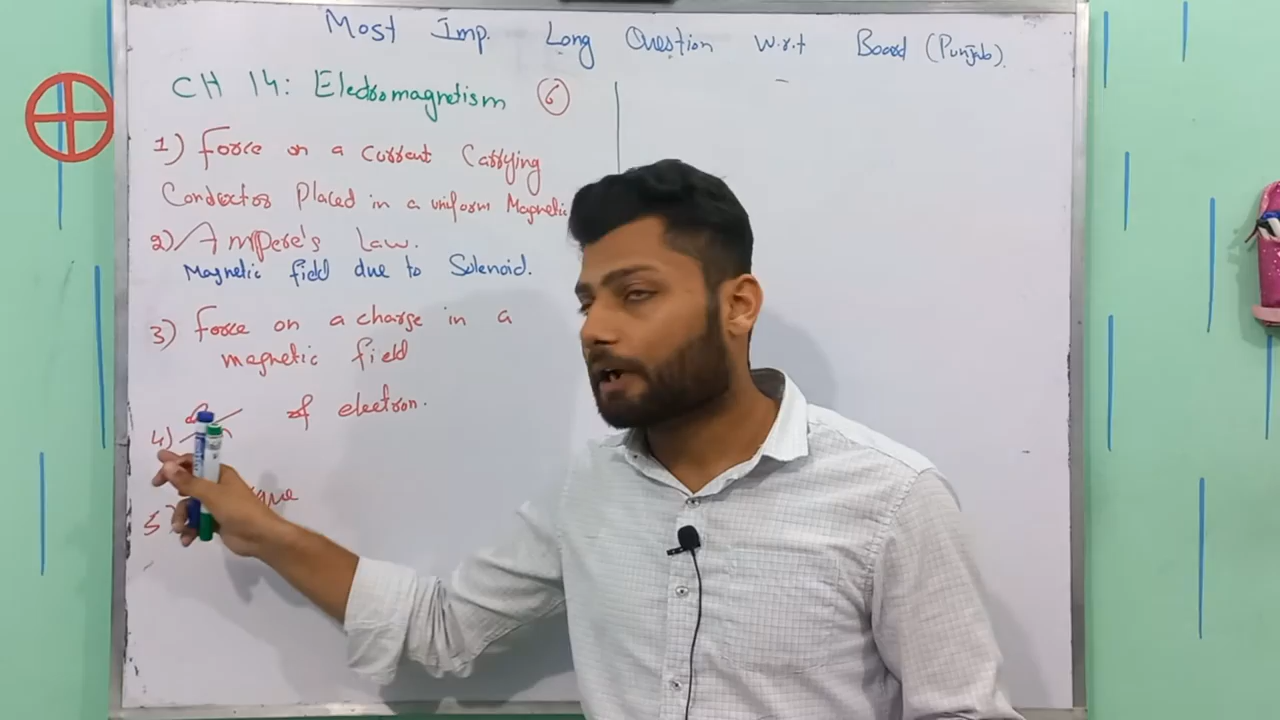 Most Imp. Long Question w.r.t Board (Punjab).
CH 14: Electromagnetism 6
1) Force on a current Carrying
Conductor Placed in a uniform Magnetic
2) Ampere's Law.
Magnetic field due to Solenoid.
3) Force on a charge in a
magnetic field
4) of electron.
5)